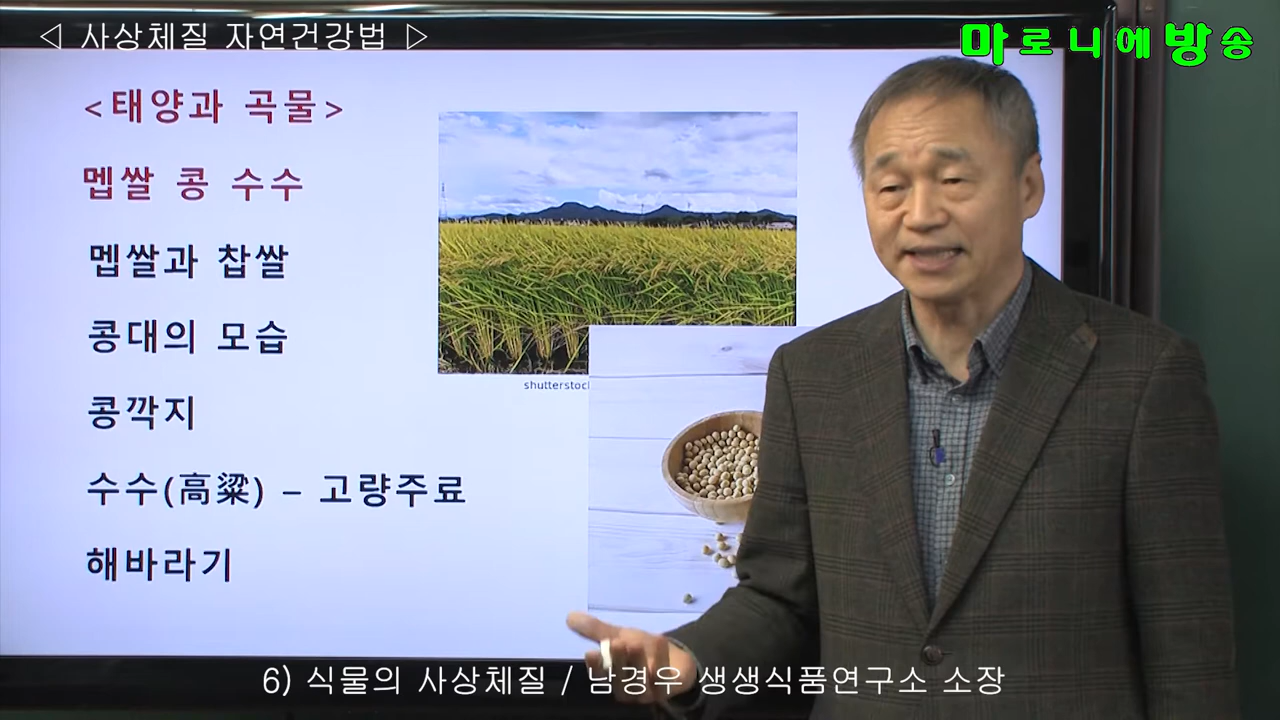 ◁ 사상체질 자연건강법 ▷
마로니에방송
<태양과 곡물>
멥쌀 콩 수수
멥쌀과 찹쌀
콩대의 모습
콩깍지
수수(高粱) – 고량주료
해바라기
shutterstock
6) 식물의 사상체질 / 남경우 생생식품연구소 소장